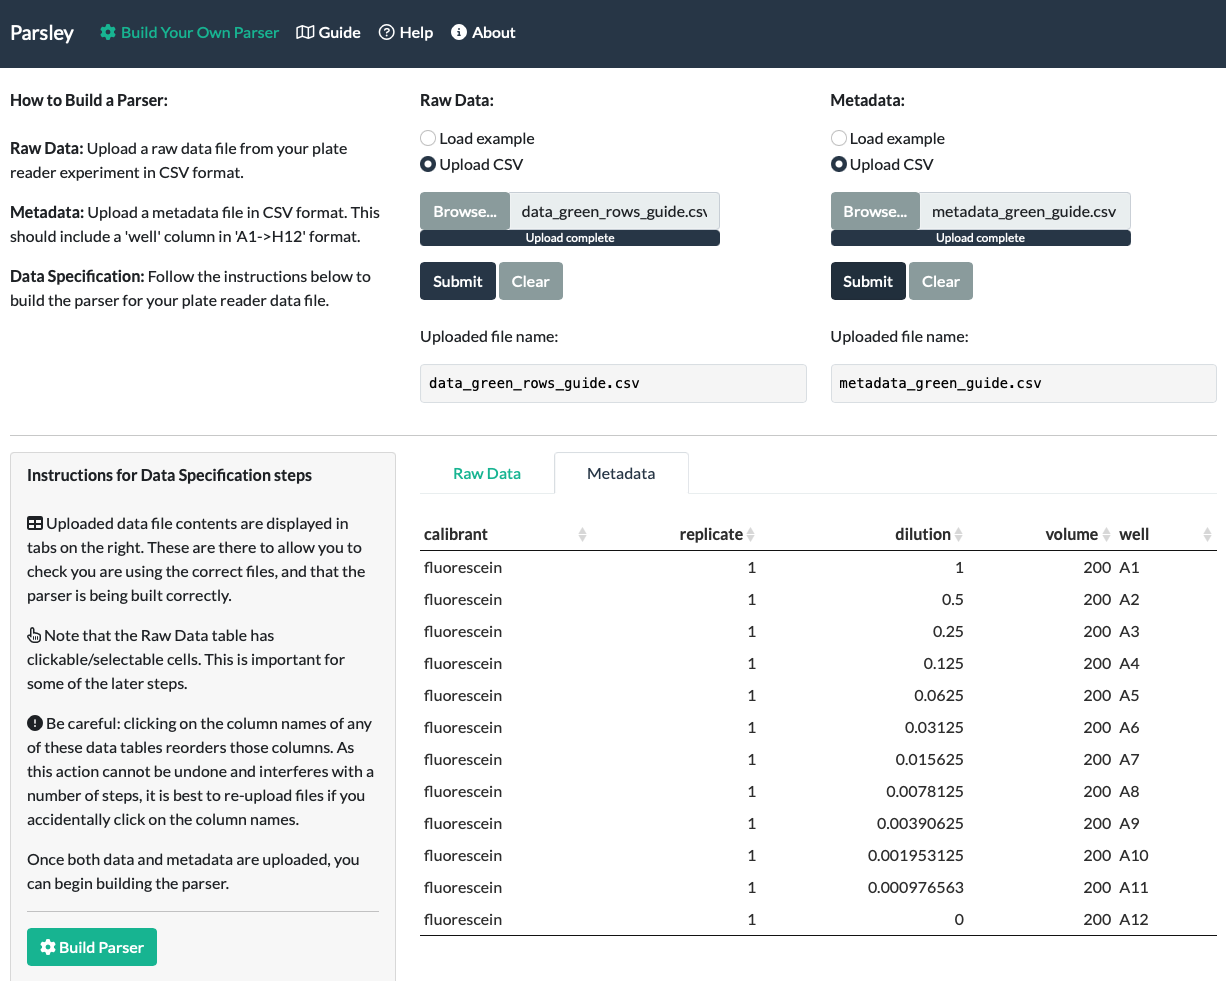 Parsley
Build Your Own Parser
Guide
Help
About
How to Build a Parser:
Raw Data: Upload a raw data file from your plate
reader experiment in CSV format.
Metadata: Upload a metadata file in CSV format. This
should include a 'well' column in 'A1->H12' format.
Data Specification: Follow the instructions below to
build the parser for your plate reader data file.
Raw Data:
Load example
Upload CSV
Browse... data_green_rows_guide.csv
Upload complete
Submit Clear
Uploaded file name:
data_green_rows_guide.csv
Metadata:
Load example
Upload CSV
Browse... metadata_green_guide.csv
Upload complete
Submit Clear
Uploaded file name:
metadata_green_guide.csv
Instructions for Data Specification steps
Uploaded data file contents are displayed in
tabs on the right. These are there to allow you to
check you are using the correct files, and that the
parser is being built correctly.
Note that the Raw Data table has
clickable/selectable cells. This is important for
some of the later steps.
Be careful: clicking on the column names of any
of these data tables reorders those columns. As
this action cannot be undone and interferes with a
number of steps, it is best to re-upload files if you
accidentally click on the column names.
Once both data and metadata are uploaded, you
can begin building the parser.
Build Parser
Raw Data Metadata
calibrant replicate dilution volume well
fluorescein 1 1 200 A1
fluorescein 1 0.5 200 A2
fluorescein 1 0.25 200 A3
fluorescein 1 0.125 200 A4
fluorescein 1 0.0625 200 A5
fluorescein 1 0.03125 200 A6
fluorescein 1 0.015625 200 A7
fluorescein 1 0.0078125 200 A8
fluorescein 1 0.00390625 200 A9
fluorescein 1 0.001953125 200 A10
fluorescein 1 0.000976563 200 A11
fluorescein 1 0 200 A12